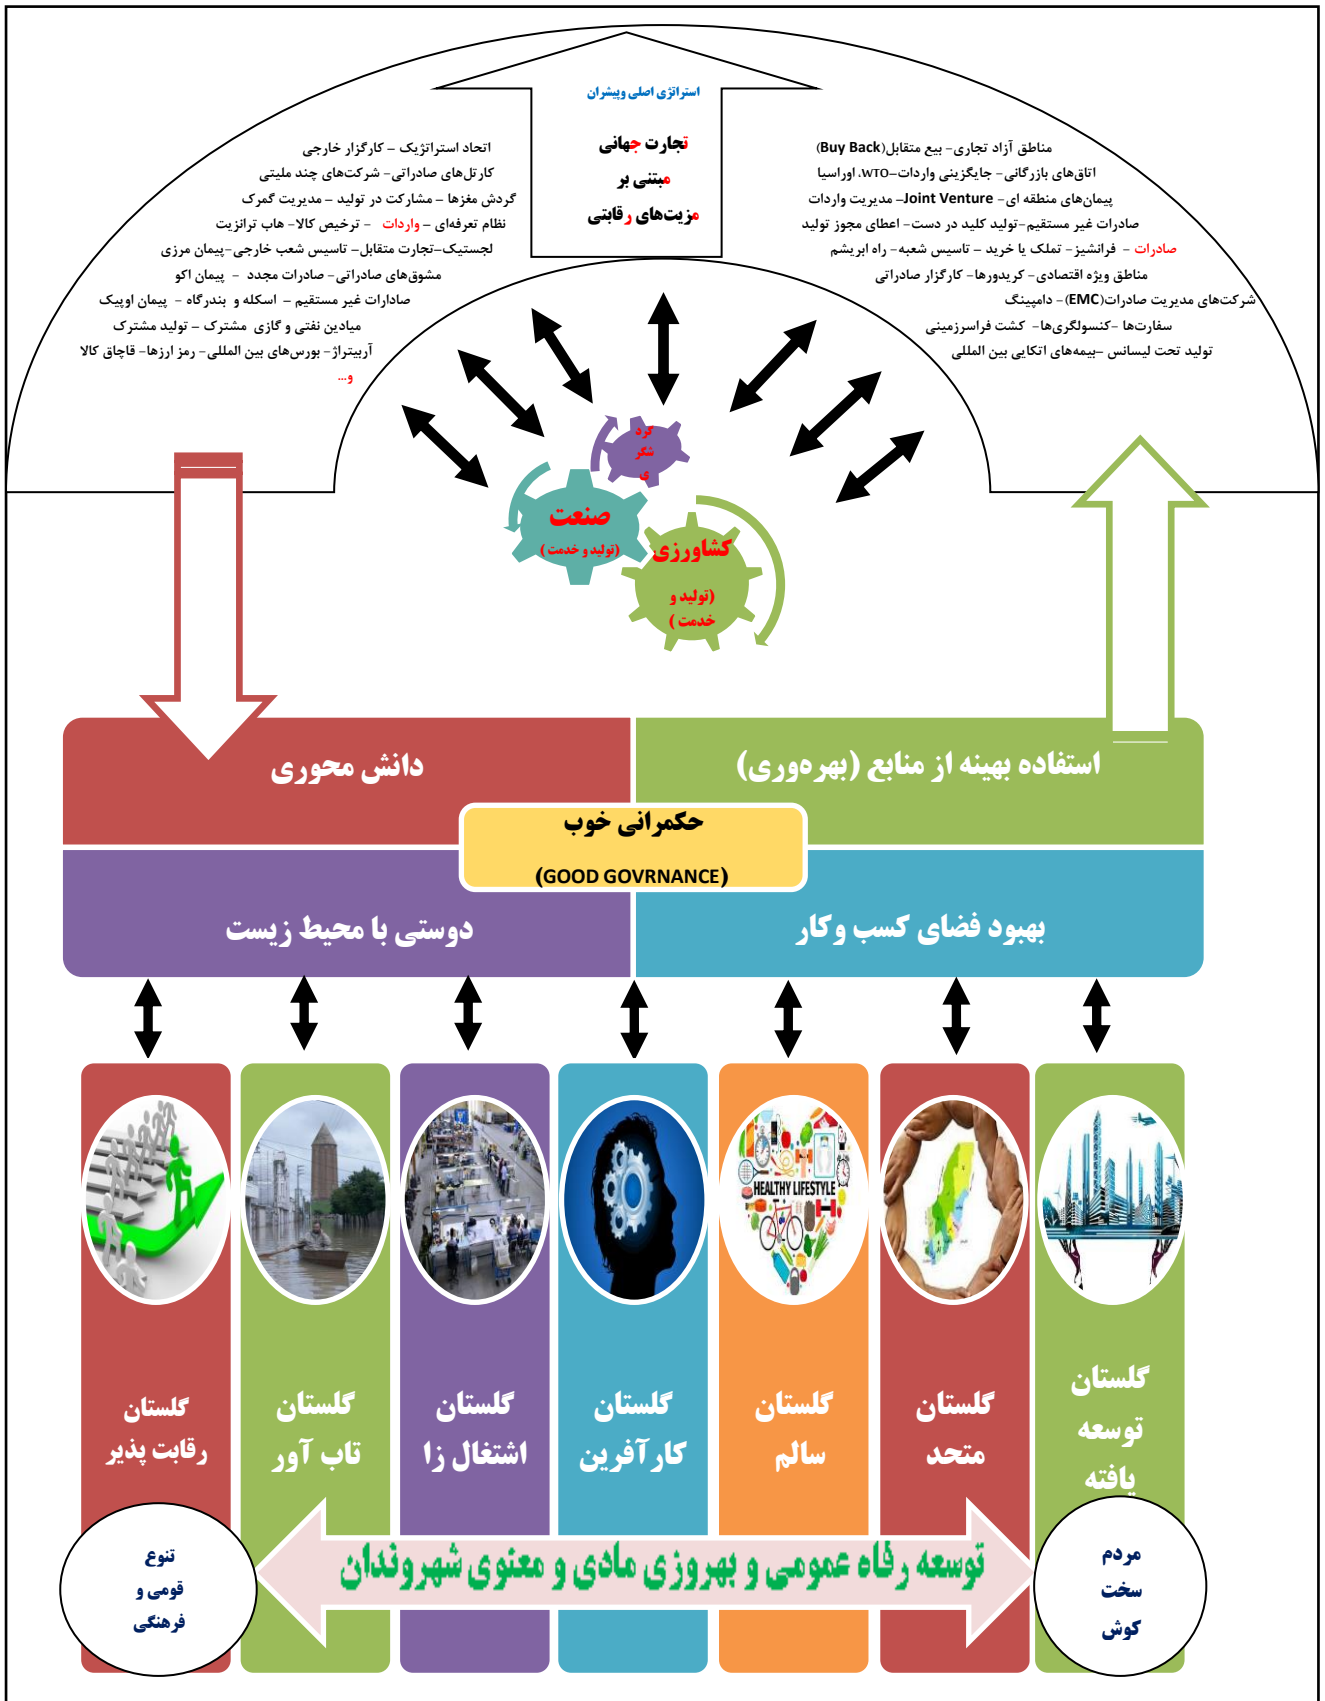 استراتژی اصلی وپیشران
تجارت جهانی
مبتنی بر
مزیت‌های رقابتی
مناطق آزاد تجاری- بیع متقابل(Buy Back)
اتاق‌های بازرگانی- جایگزینی واردات-WTO، اوراسیا
پیمان‌های منطقه ای- Joint Venture- مدیریت واردات
صادرات غیر مستقیم-تولید کلید در دست- اعطای مجوز تولید
صادرات - فرانشیز - تملک یا خرید - تاسیس شعبه- راه ابریشم
مناطق ویژه اقتصادی- کریدورها- کارگزار صادراتی
شرکت‌های مدیریت صادرات(EMC)- دامپینگ
سفارت‌ها -کنسولگری‌ها- کشت فراسرزمینی
تولید تحت لیسانس -بیمه‌های اتکایی بین المللی
اتحاد استراتژیک - کارگزار خارجی
کارتل‌های صادراتی- شرکت‌های چند ملیتی
گردش مغزها - مشارکت در تولید - مدیریت گمرک
نظام تعرفه‌ای - واردات - ترخیص کالا- هاب ترانزیت
لجستیک-تجارت متقابل- تاسیس شعب خارجی-پیمان مرزی
مشوق‌های صادراتی- صادرات مجدد - پیمان اکو
صادارات غیر مستقیم - اسکله و بندرگاه - پیمان اوپیک
میادین نفتی و گازی مشترک - تولید مشترک
آربیتراژ- بورس‌های بین المللی- رمز ارزها- قاچاق کالا
و...
گرد
شگر
ی
صنعت
(تولید و خدمت )
کشاورزی
(تولید و
خدمت )
استفاده بهینه از منابع (بهره‌وری)
دانش محوری
حکمرانی خوب
(GOOD GOVRNANCE)
بهبود فضای کسب وکار
دوستی با محیط زیست
HEALTHY LIFESTYLE
گلستان
توسعه
یافته
گلستان
متحد
گلستان
سالم
گلستان
کارآفرین
گلستان
اشتغال زا
گلستان
تاب آور
گلستان
رقابت پذیر
مردم
سخت
کوش
توسعه رفاه عمومی و بهروزی مادی و معنوی شهروندان
تنوع
قومی و
فرهنگی